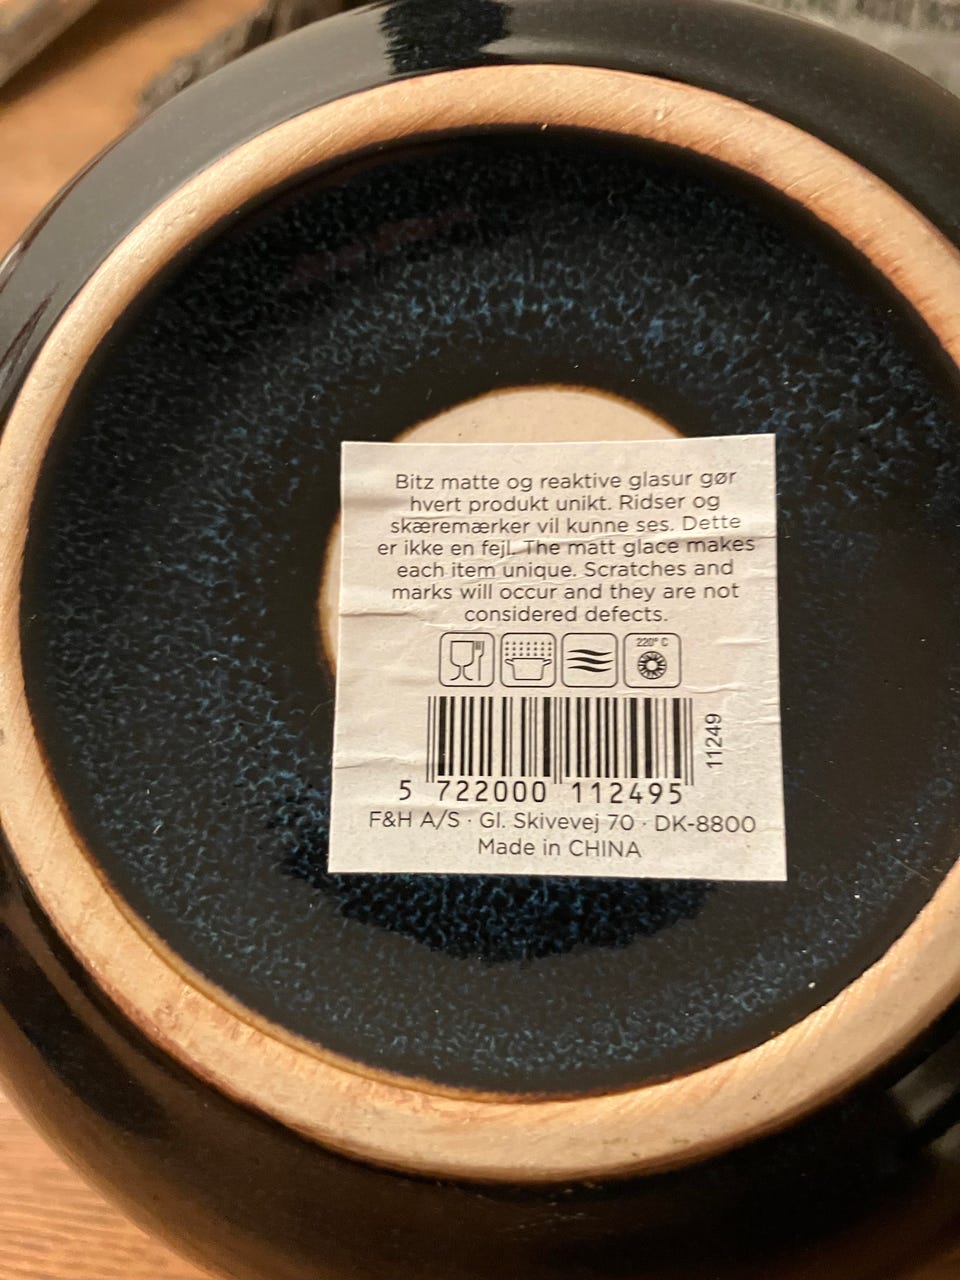 Bitz matte og reaktive glasur gør
hvert produkt unikt. Ridser og
skæremærker vil kunne ses. Dette
er ikke en fejl. The matt glace makes
each item unique. Scratches and
marks will occur and they are not
considered defects.
220° C
11249
5 722000 112495
F&H A/S · Gl. Skivevej 70 · DK-8800
Made in CHINA